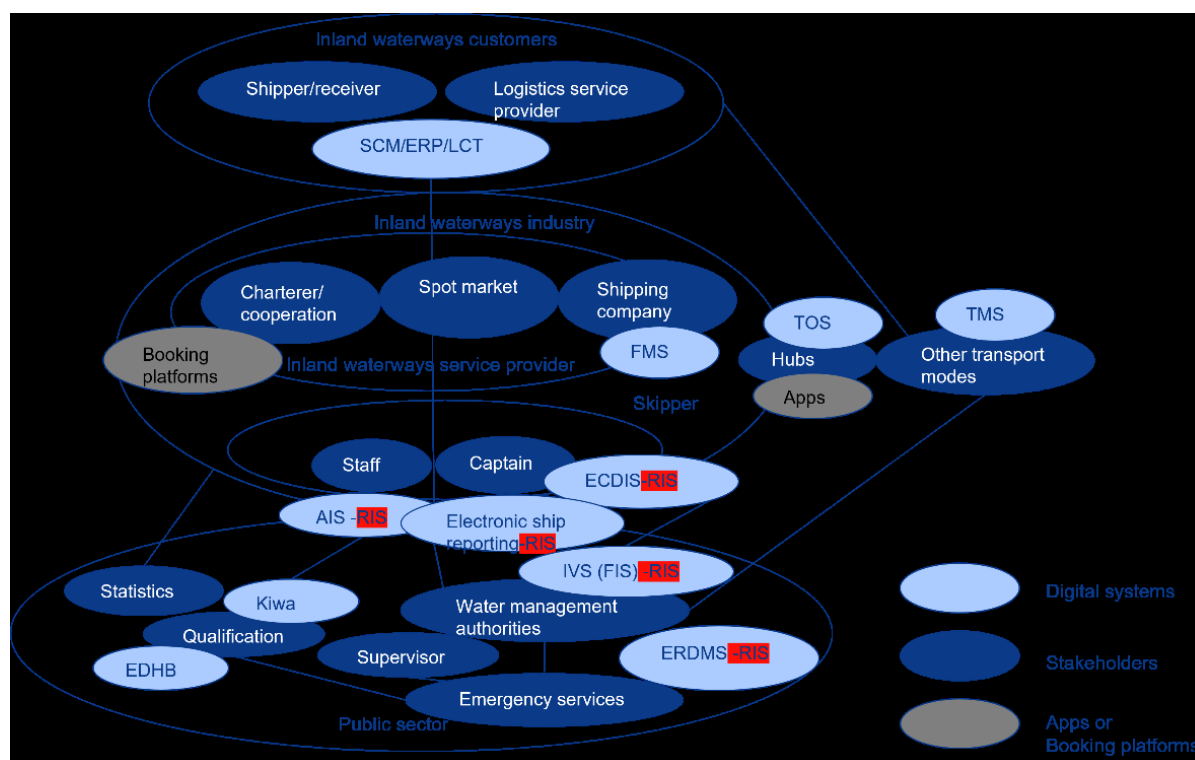 Inland waterways customers
Shipper/receiver
Logistics service
provider
SCM/ERP/LCT
Inland waterways industry
Charterer/
cooperation
Spot market
Shipping
company
TOS
TMS
Booking
platforms
Inland waterways service provider
FMS
Hubs
Other transport
modes
Skipper
Apps
Staff
Captain
ECDIS-RIS
AIS -RIS
Electronic ship
reporting-RIS
IVS (FIS) -RIS
Statistics
Kiwa
Water management
authorities
Qualification
Supervisor
ERDMS -RIS
EDHB
Emergency services
Public sector
Digital systems
Stakeholders
Apps or
Booking platforms